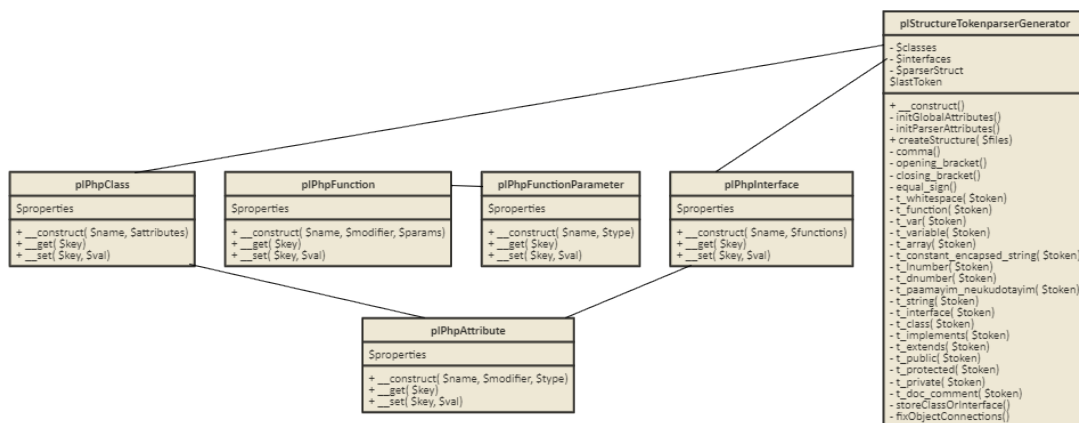 plStructureTokenparserGenerator
- $classes
- $interfaces
- $parserStruct
$lastToken
+ __construct()
- initGlobalAttributes()
- initParserAttributes()
+ createStructure( $files)
- comma()
- opening_bracket()
- closing_bracket()
- equal_sign()
- t_whitespace( $token)
- t_function( $token)
- t_var( $token)
- t_variable( $token)
- t_array( $token)
- t_constant_encapsed_string( $token)
- t_lnumber( $token)
- t_dnumber( $token)
- t_paamayim_neukudotayim( $token)
- t_string( $token)
- t_interface( $token)
- t_class( $token)
- t_implements( $token)
- t_extends( $token)
- t_public( $token)
- t_protected( $token)
- t_private( $token)
- t_doc_comment( $token)
- storeClassOrInterface()
- fixObjectConnections()
plPhpClass
$properties
+ __construct( $name, $attributes)
+ __get( $key)
+ __set( $key, $val)
plPhpFunction
$properties
+ __construct( $name, $modifier, $params)
+ __get( $key)
+ __set( $key, $val)
plPhpFunctionParameter
$properties
+ __construct( $name, $type)
+ __get( $key)
+ __set( $key, $val)
plPhpInterface
$properties
+ __construct( $name, $functions)
+ __get( $key)
+ __set( $key, $val)
plPhpAttribute
$properties
+ __construct( $name, $modifier, $type)
+ __get( $key)
+ __set( $key, $val)